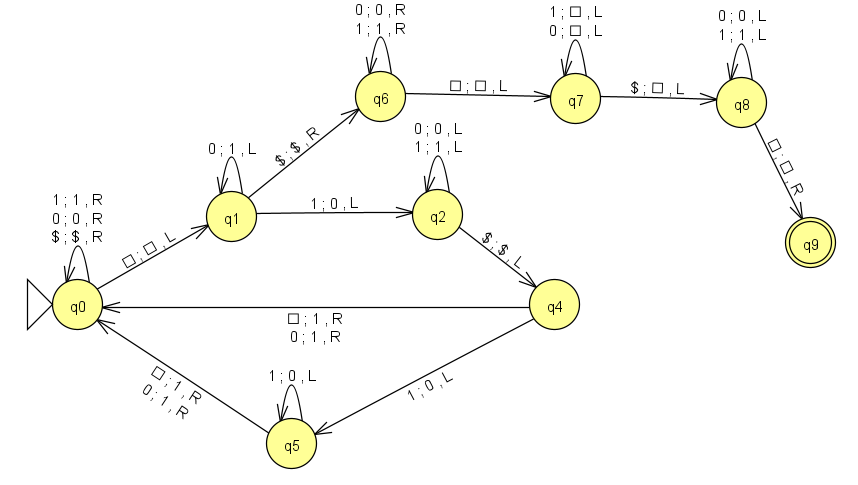 0 ; 0 , R
1 ; 1 , R
q6
□ ; □ , L
1 ; □ , L
0 ; □ , L
q7
$ ; □ , L
0 ; 0 , L
1 ; 1 , L
q8
□ ; □ , R
q9
$ ; $ , R
0 ; 1 , L
q1
1 ; 0 , L
0 ; 0 , L
1 ; 1 , L
q2
$ ; $ , L
1 ; 1 , R
0 ; 0 , R
$ ; $ , R
□ ; □ , L
q0
q4
□ ; 1 , R
0 ; 1 , R
1 ; 0 , L
1 ; 0 , L
q5
□ ; 1 , R
0 ; 1 , R